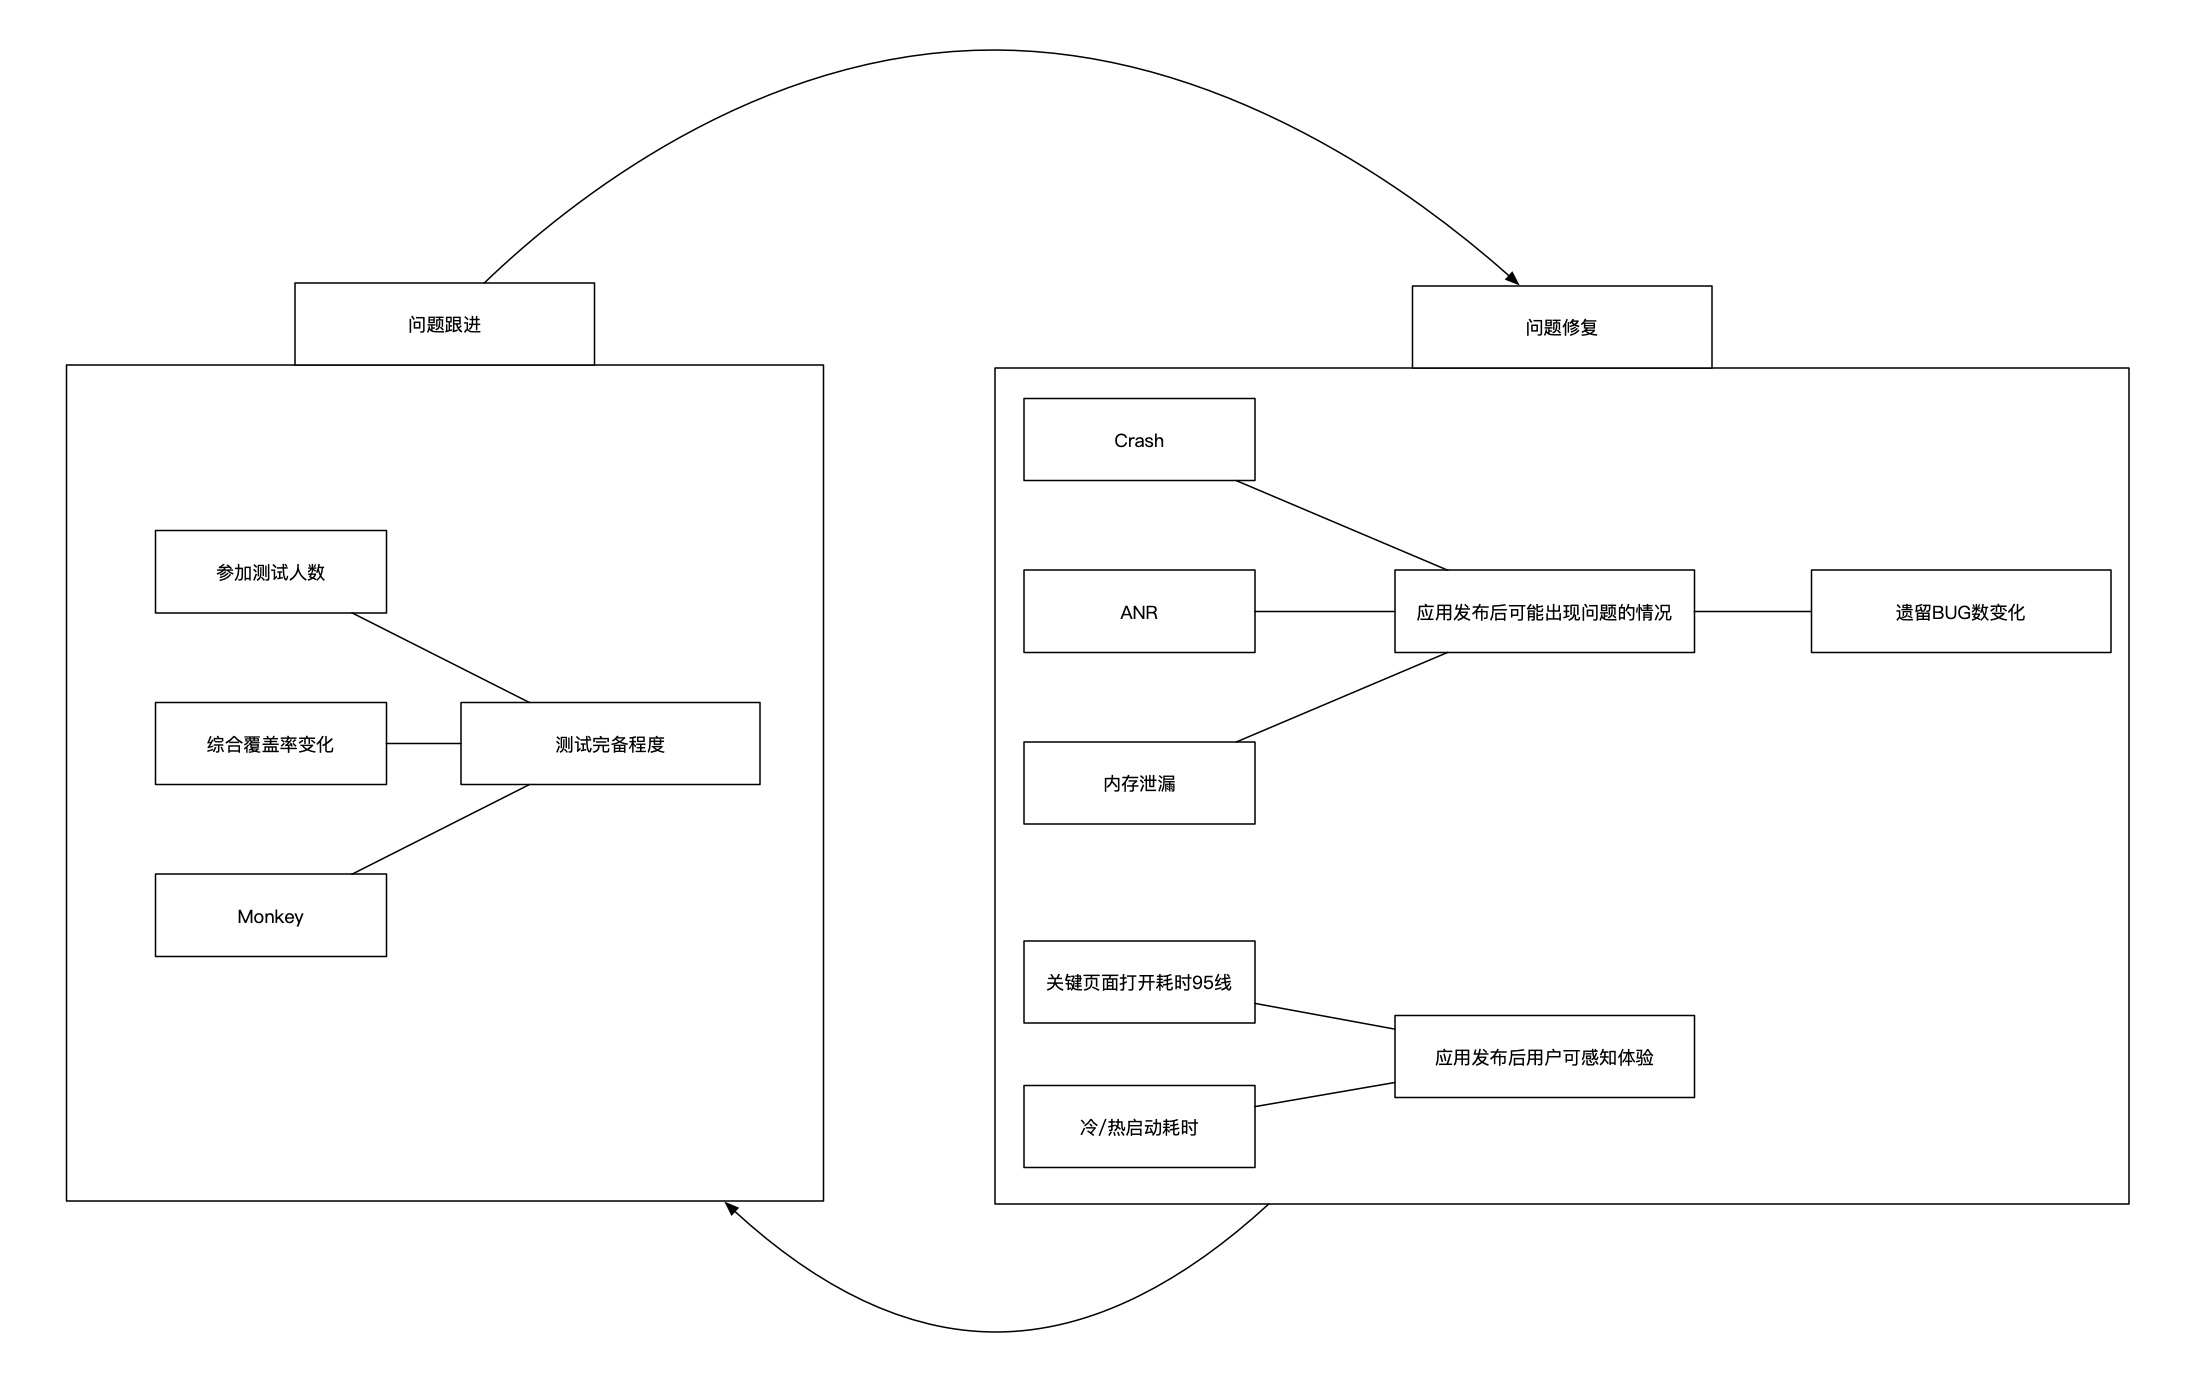 问题跟进
参加测试人数
综合覆盖率变化
测试完备程度
Monkey
问题修复
Crash
ANR
应用发布后可能出现问题的情况
遗留BUG数变化
内存泄漏
关键页面打开耗时95线
应用发布后用户可感知体验
冷/热启动耗时